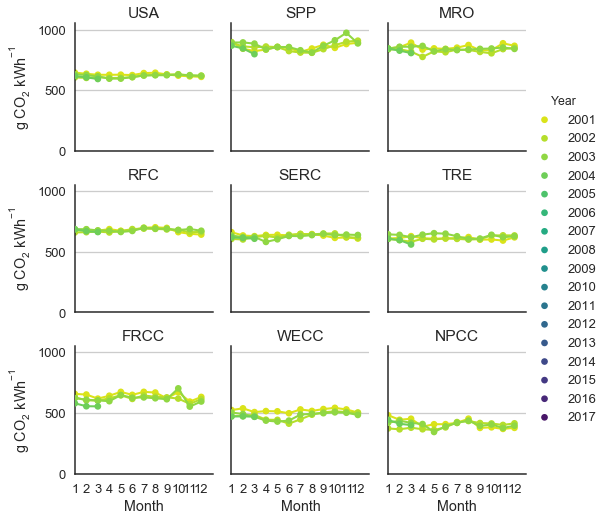 USA SPP MRO
1000
500
0
g CO2 kWh−1
RFC SERC TRE
1000
500
0
g CO2 kWh−1
FRCC WECC NPCC
1000
500
0
g CO2 kWh−1
1 2 3 4 5 6 7 8 9 10 11 12 1 2 3 4 5 6 7 8 9 10 11 12 1 2 3 4 5 6 7 8 9 10 11 12
Month Month Month
Year
2001
2002
2003
2004
2005
2006
2007
2008
2009
2010
2011
2012
2013
2014
2015
2016
2017